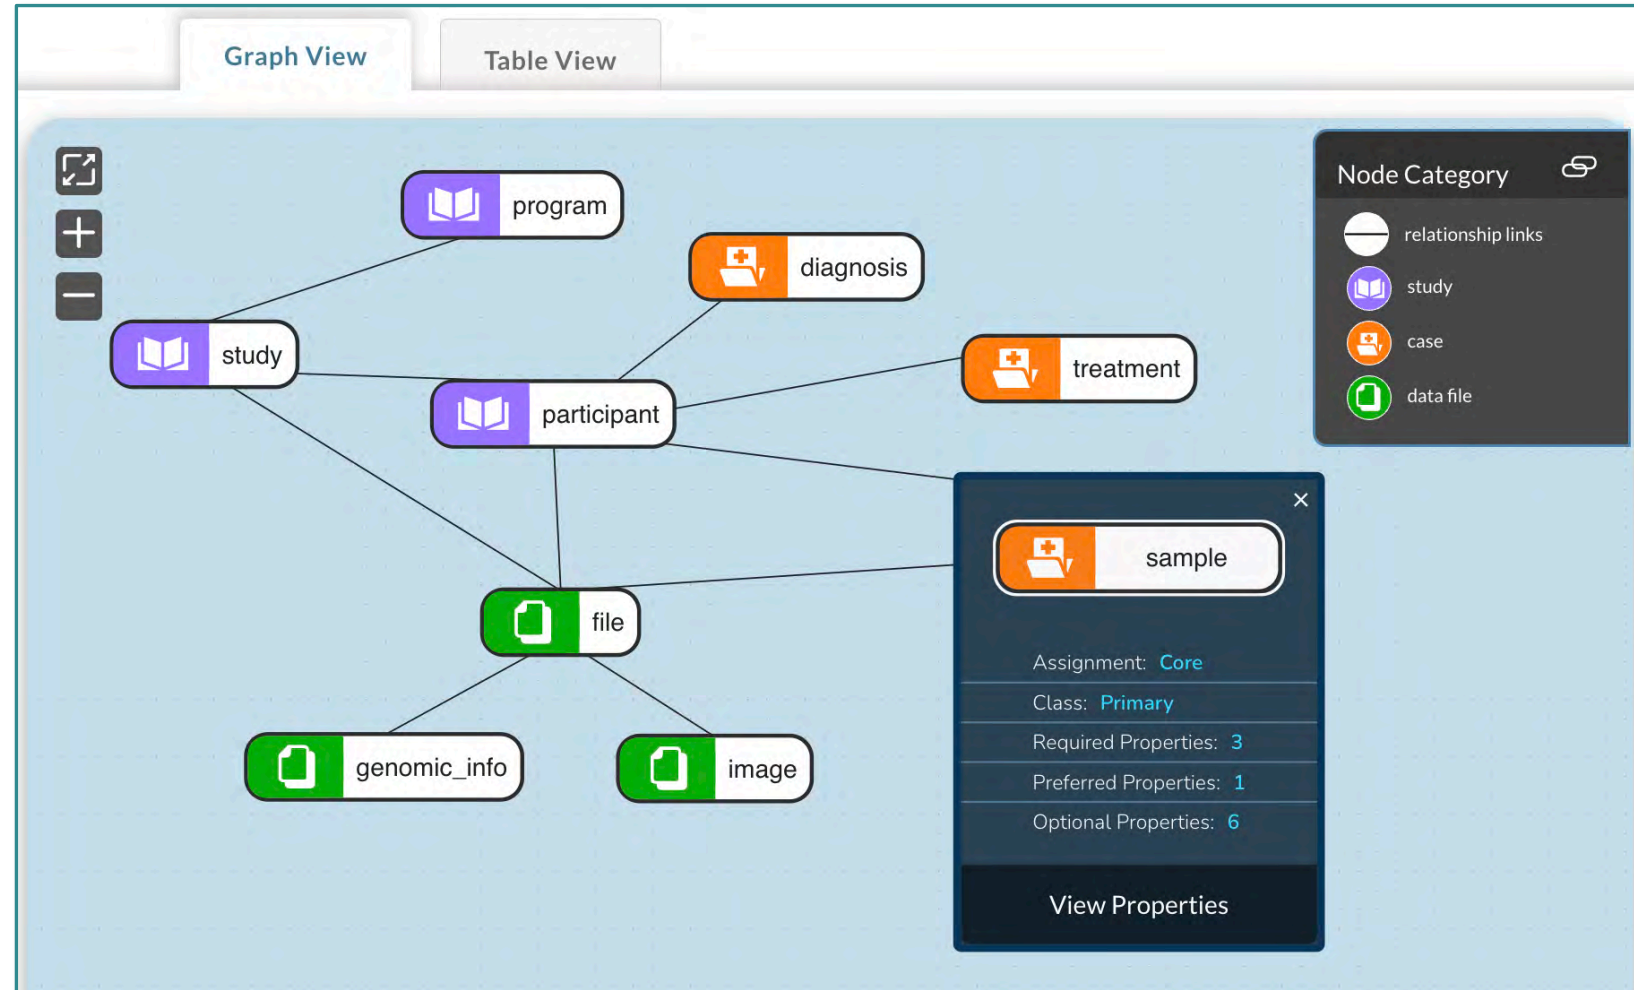 Graph View
Table View
program
diagnosis
study
treatment
participant
file
genomic_info
image
Node Category
relationship links
study
case
data file
sample
Assignment: Core
Class: Primary
Required Properties: 3
Preferred Properties: 1
Optional Properties: 6
View Properties